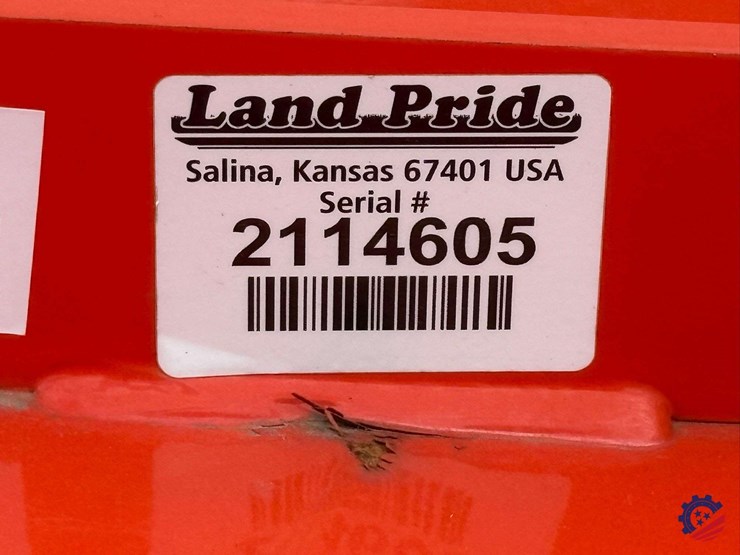 Land Pride
Salina, Kansas 67401 USA
Serial #
2114605